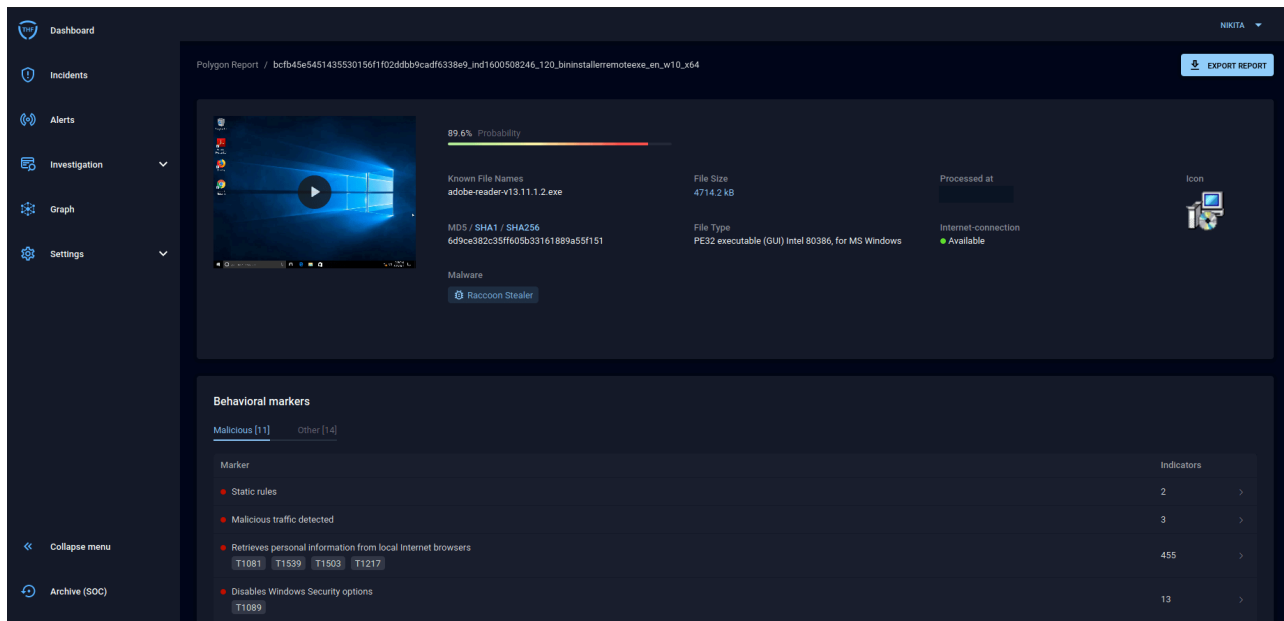 THF
Dashboard
NIKITA
Incidents
Polygon Report / bcfb45e5451435530156f1f02ddbb9cadf6338e9_ind1600508246_120_bininstallerremoteexe_en_w10_x64
EXPORT REPORT
Alerts
89.6% Probability
Investigation
Known File Names
File Size
Processed at
Icon
adobe-reader-v13.11.1.2.exe
4714.2 kB
Graph
MD5 / SHA1 / SHA256
File Type
Internet-connection
6d9ce382c35ff605b33161889a55f151
PE32 executable (GUI) Intel 80386, for MS Windows
Available
Settings
Malware
Raccoon Stealer
Behavioral markers
Malicious [11]
Other [14]
Marker
Indicators
Static rules
2
Malicious traffic detected
3
Retrieves personal information from local Internet browsers
T1081 T1539 T1503 T1217
455
Disables Windows Security options
T1089
13
Collapse menu
Archive (SOC)